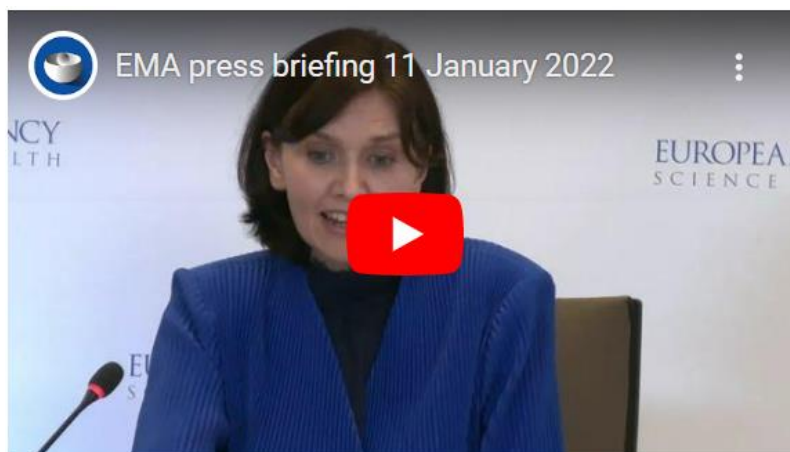 EMA press briefing 11 January 2022
NCY
LTH
EUROPEA
SCIENCE
E
S